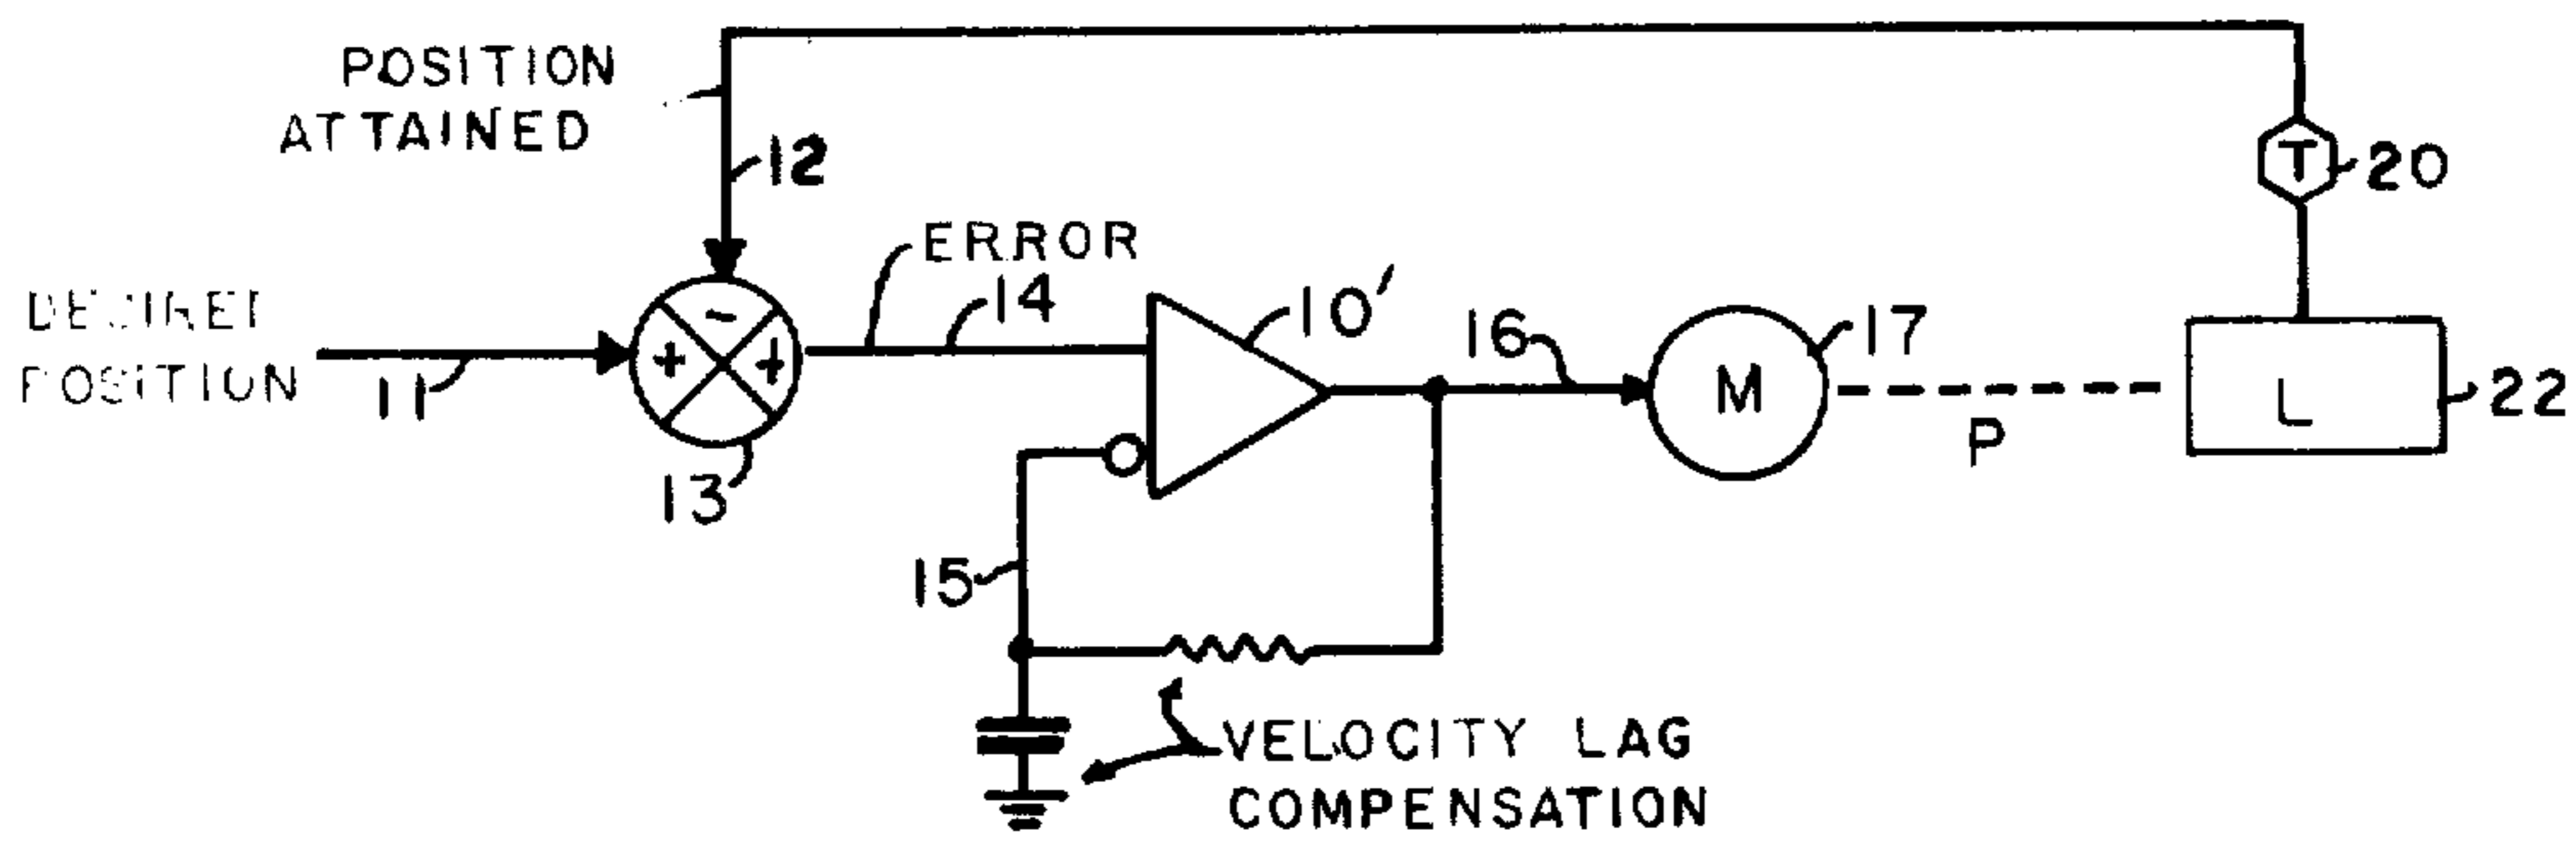 POSITION
ATTAINED
12
T
20
ERROR
14
10'
16
17
POSITION
11
-
+
+
M
P
L
22
13
15
VELOCITY LAG
COMPENSATION